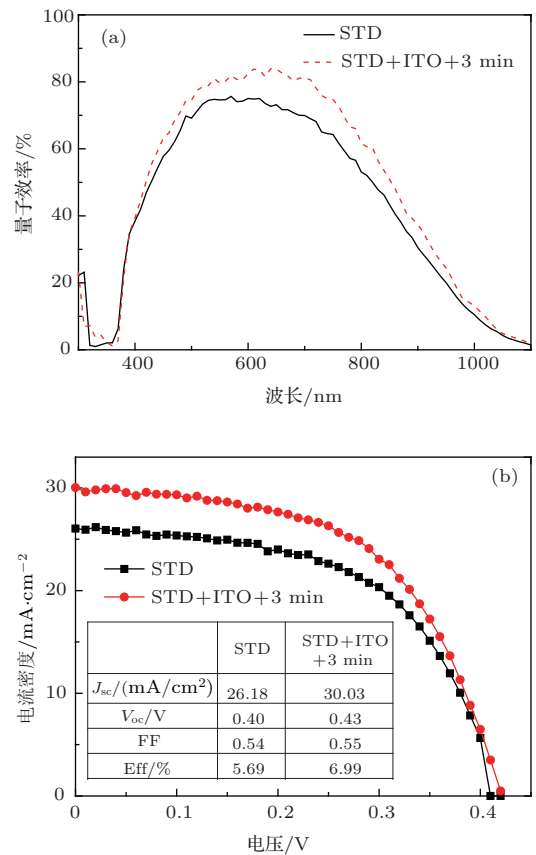 (a)
STD
STD+ITO+3 min
100
80
60
40
20
0
量子效率/%
400
600
800
1000
波长/nm
(b)
30
20
10
0
电流密度/mA·cm−2
STD
STD+ITO+3 min
STD STD+ITO
+3 min
Jsc/(mA/cm2) 26.18 30.03
Voc/V 0.40 0.43
FF 0.54 0.55
Eff/% 5.69 6.99
0
0.1
0.2
0.3
0.4
电压/V